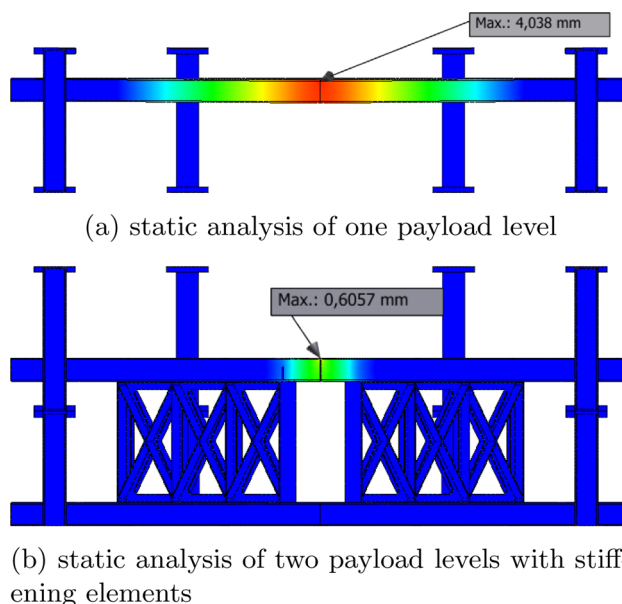 Max.: 4,038 mm
(a) static analysis of one payload level
Max.: 0,6057 mm
(b) static analysis of two payload levels with stiff-
ening elements